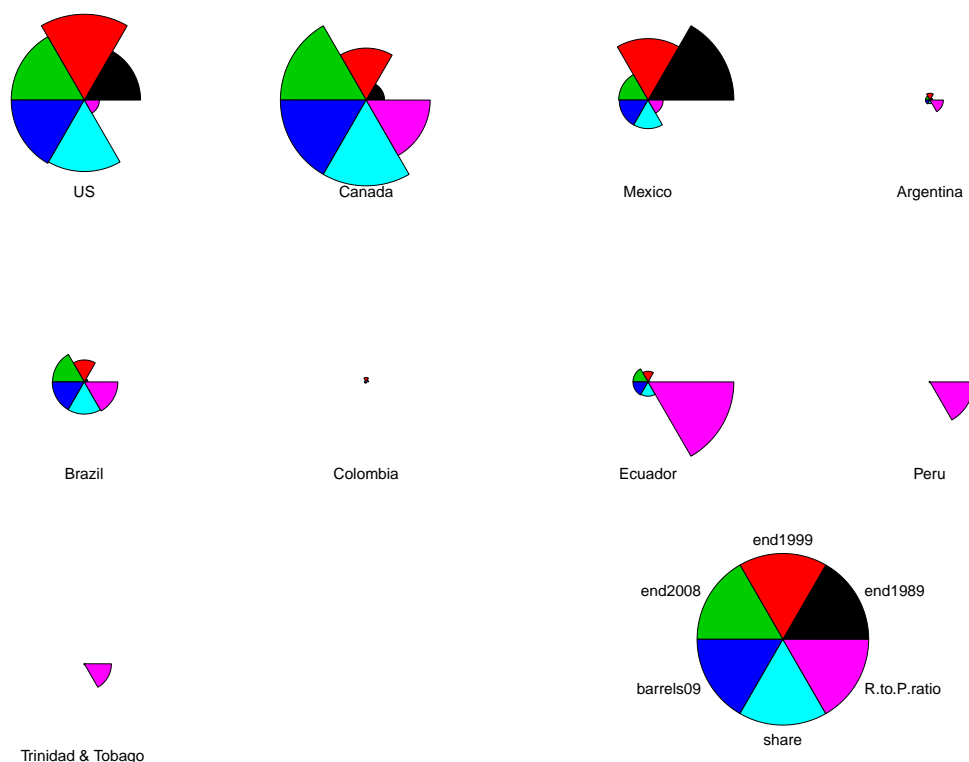 US
Canada
Mexico
Argentina
Brazil
Colombia
Ecuador
Peru
end1999
end2008
end1989
barrels09
R.to.P.ratio
share
Trinidad & Tobago